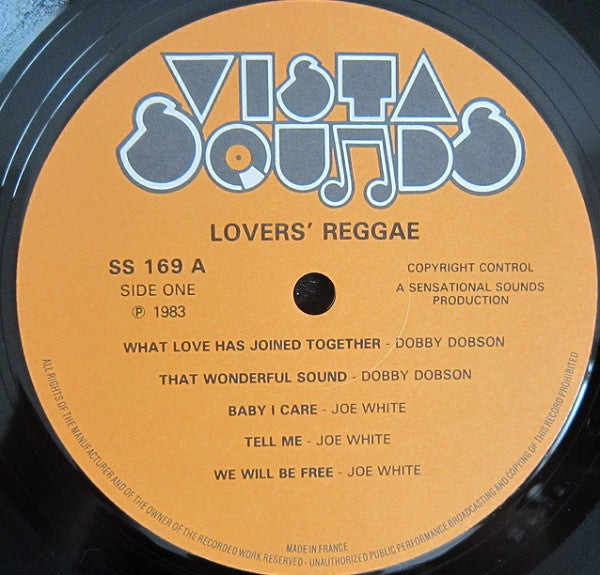 VISTA
SOUNDS
LOVERS' REGGAE
SS 169 A
SIDE ONE
℗ 1983
COPYRIGHT CONTROL
A SENSATIONAL SOUNDS
PRODUCTION
WHAT LOVE HAS JOINED TOGETHER - DOBBY DOBSON
THAT WONDERFUL SOUND - DOBBY DOBSON
BABY I CARE - JOE WHITE
TELL ME - JOE WHITE
WE WILL BE FREE - JOE WHITE
ALL RIGHTS OF THE MANUFACTURER AND OF THE OWNER OF THE RECORDED WORK RESERVED - UNAUTHORIZED PUBLIC PERFORMANCE BROADCASTING AND COPYING OF THIS RECORD PROHIBITED
MADE IN FRANCE